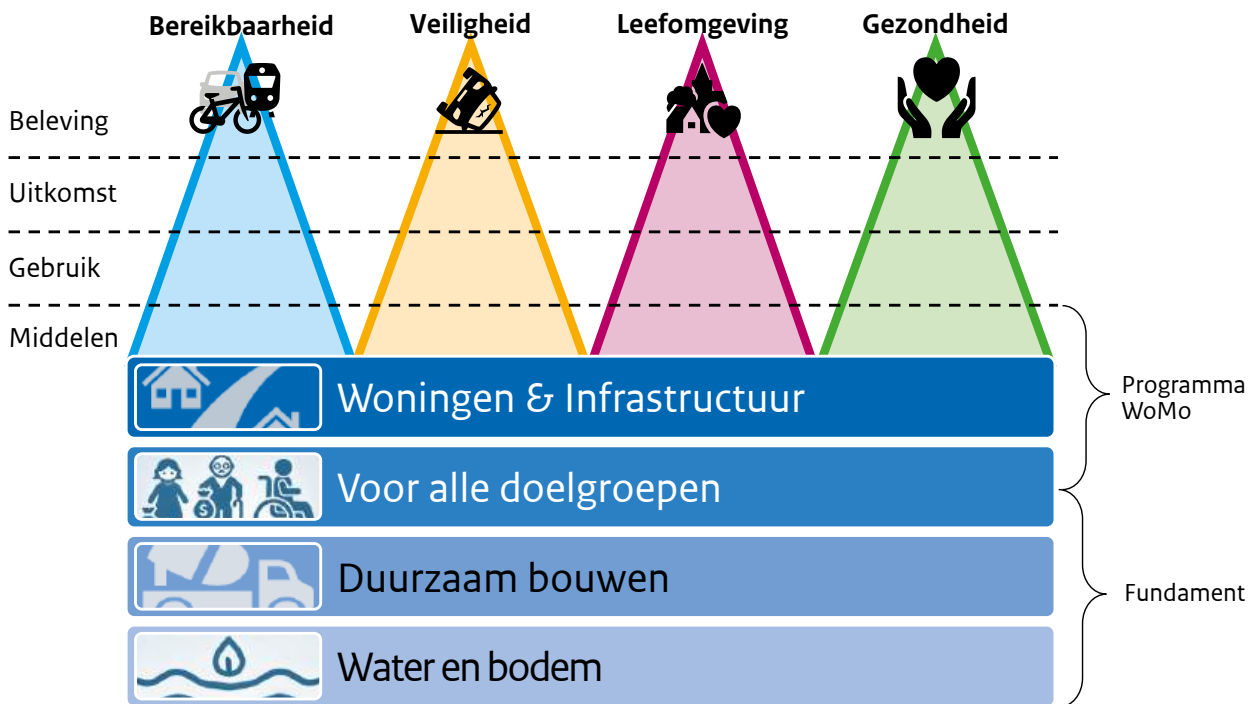 Bereikbaarheid
Veiligheid
Leefomgeving
Gezondheid
Beleving
Uitkomst
Gebruik
Middelen
Woningen & Infrastructuur
Voor alle doelgroepen
Duurzaam bouwen
Water en bodem
Programma
WoMo
Fundament